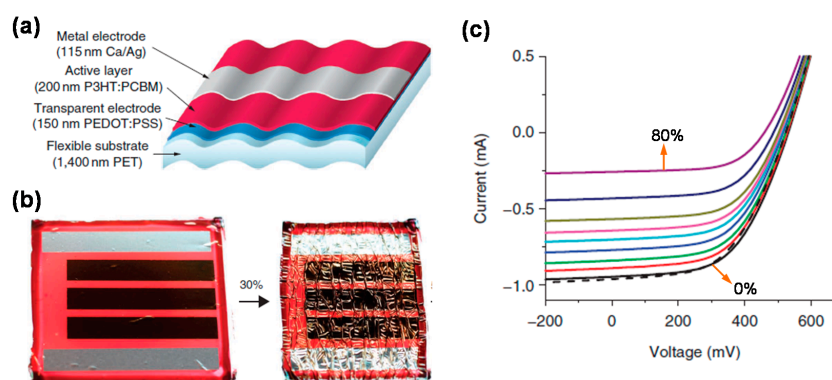 (a)
Metal electrode
(115 nm Ca/Ag)
Active layer
(200 nm P3HT:PCBM)
Transparent electrode
(150 nm PEDOT:PSS)
Flexible substrate
(1,400 nm PET)
(b)
30%
(c)
0.5
0.0
−0.5
−1.0
Current (mA)
80%
0%
−200
0
200
400
600
Voltage (mV)